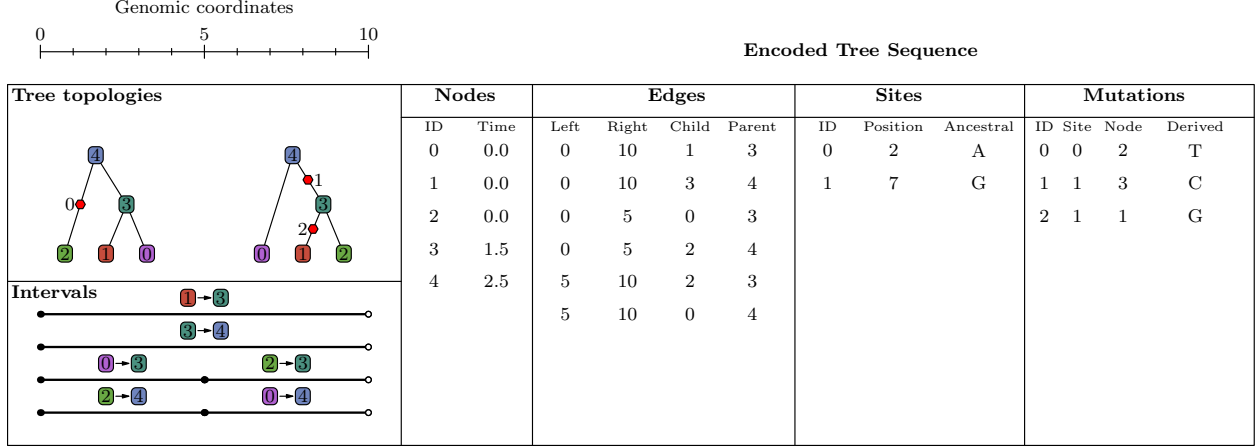 Genomic coordinates
0 5 10
Encoded Tree Sequence
Tree topologies
4
0
3
2 1 0
4
1
3
2
0 1 2
Intervals
1 3
3 4
0 3 2 3
2 4 0 4
Nodes Edges Sites Mutations
ID Time Left Right Child Parent ID Position Ancestral ID Site Node Derived
0 0.0 0 10 1 3 0 2 A 0 0 2 T
1 0.0 0 10 3 4 1 7 G 1 1 3 C
2 0.0 0 5 0 3 2 1 1 G
3 1.5 0 5 2 4
4 2.5 5 10 2 3
5 10 0 4